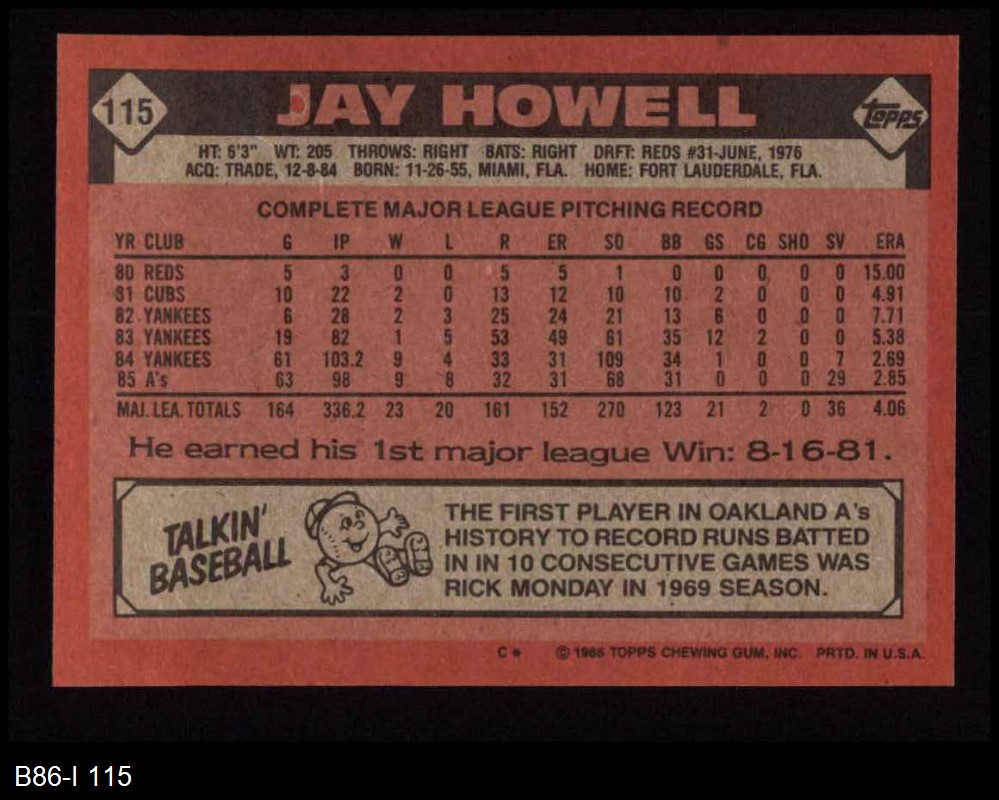 115
JAY HOWELL
Topps
HT: 6'3" WT: 205 THROWS: RIGHT BATS: RIGHT DRFT: REDS #31-JUNE, 1976
ACQ: TRADE, 12-8-84 BORN: 11-26-55, MIAMI, FLA. HOME: FORT LAUDERDALE, FLA.
COMPLETE MAJOR LEAGUE PITCHING RECORD
YR CLUB G IP W L R ER SO BB GS CG SHO SV ERA
80 REDS 5 3 0 0 5 5 1 0 0 0 0 0 15.00
81 CUBS 10 22 2 0 13 12 10 10 2 0 0 0 4.91
82 YANKEES 6 28 2 3 25 24 21 13 6 0 0 0 7.71
83 YANKEES 19 82 1 5 53 49 61 35 12 2 0 0 5.38
84 YANKEES 61 103.2 9 4 33 31 109 34 1 0 0 7 2.69
85 A's 63 98 9 8 32 31 68 31 0 0 0 29 2.85
MAJ. LEA. TOTALS 164 336.2 23 20 161 152 270 123 21 2 0 36 4.06
He earned his 1st major league Win: 8-16-81.
TALKIN'
BASEBALL
THE FIRST PLAYER IN OAKLAND A's
HISTORY TO RECORD RUNS BATTED
IN IN 10 CONSECUTIVE GAMES WAS
RICK MONDAY IN 1969 SEASON.
C* © 1986 TOPPS CHEWING GUM, INC. PRTD. IN U.S.A.
B86-I 115